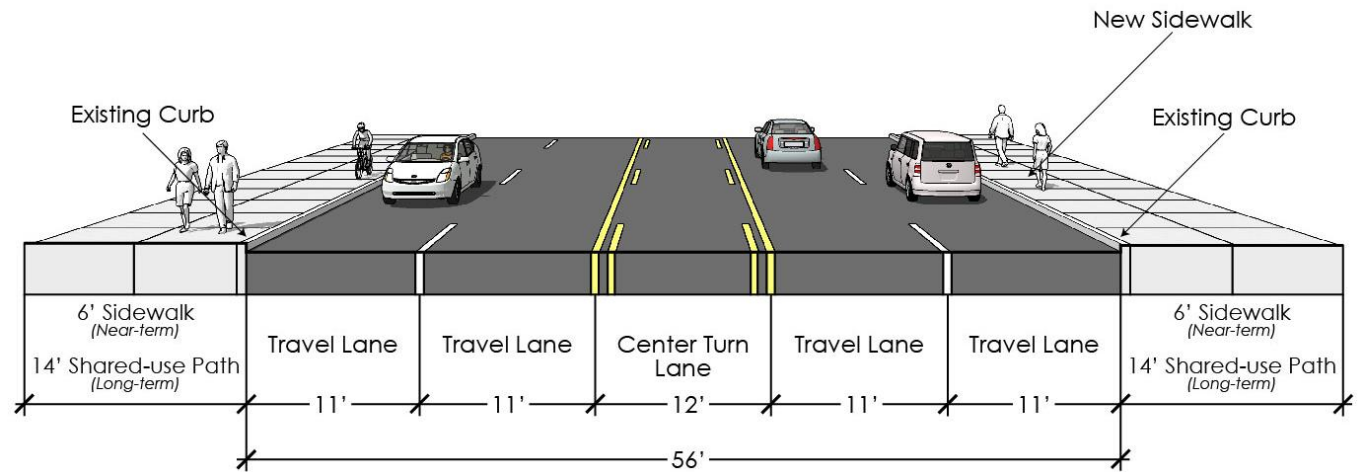 New Sidewalk
Existing Curb
Existing Curb
6’ Sidewalk
(Near-term)
14’ Shared-use Path
(Long-term)
Travel Lane
Travel Lane
Center Turn
Lane
Travel Lane
Travel Lane
6’ Sidewalk
(Near-term)
14’ Shared-use Path
(Long-term)
11’
11’
12’
11’
11’
56’